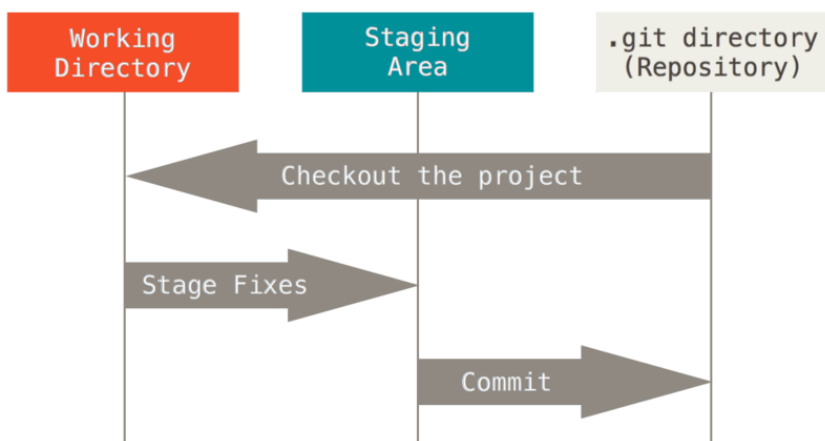 Working
Directory
Staging
Area
.git directory
(Repository)
Checkout the project
Stage Fixes
Commit